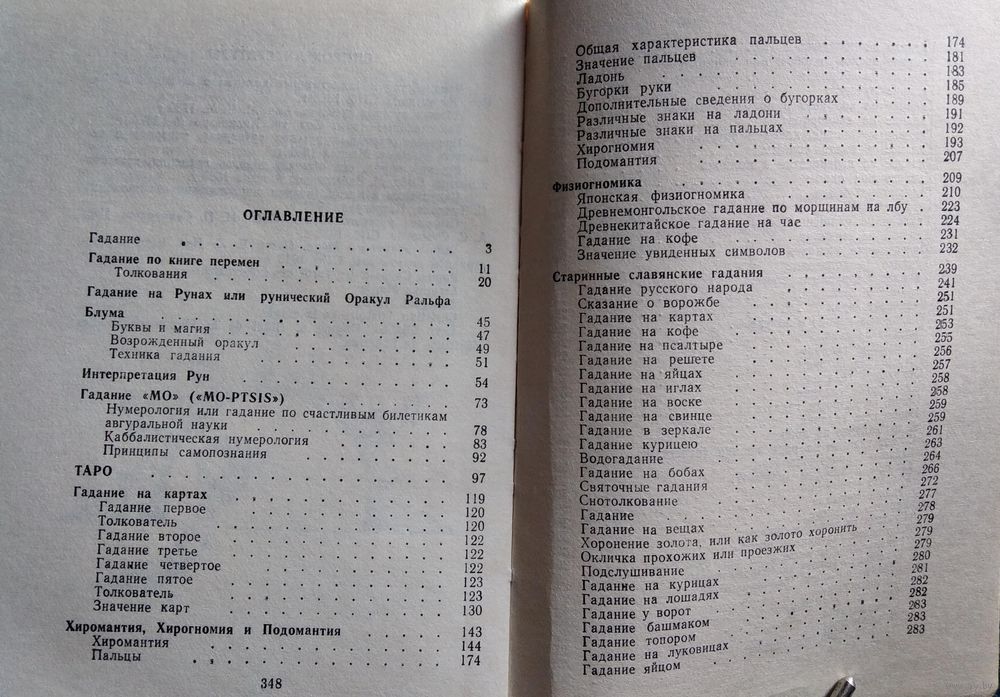 ОГЛАВЛЕНИЕ
Гадание . . . . . . . . . . 3
Гадание по книге перемен . . . . . . . 11
Толкования . . . . . . . . . . 20
Гадание на Рунах или рунический Оракул Ральфа
Блума . . . . . . . . . . 45
Буквы и магия . . . . . . . . . 47
Возрожденный оракул . . . . . . . . 49
Техника гадания . . . . . . . . . 51
Интерпретация Рун . . . . . . . . . 54
Гадание «МО» («MO-PTSIS») . . . . . . 73
Нумерология или гадание по счастливым билетикам
авгуральной науки . . . . . . . . 78
Каббалистическая нумерология . . . . . . 83
Принципы самопознания . . . . . . . 92
ТАРО . . . . . . . . . . . 97
Гадание на картах . . . . . . . . . 119
Гадание первое . . . . . . . . . 120
Толкователь . . . . . . . . . 120
Гадание второе . . . . . . . . . 122
Гадание третье . . . . . . . . . 122
Гадание четвертое . . . . . . . . 122
Гадание пятое . . . . . . . . . 123
Толкователь . . . . . . . . . 123
Значение карт . . . . . . . . . 130
Хиромантия, Хирогномия и Подомантия . . . . 143
Хиромантия . . . . . . . . . 144
Пальцы . . . . . . . . . . 174
348
Общая характеристика пальцев . . . . . . 174
Значение пальцев . . . . . . . . 181
Ладонь . . . . . . . . . . 183
Бугорки руки . . . . . . . . . 185
Дополнительные сведения о бугорках . . . . 189
Различные знаки на ладони . . . . . . 191
Различные знаки на пальцах . . . . . . 192
Хирогномия . . . . . . . . . 193
Подомантия . . . . . . . . . 207
Физиогномика . . . . . . . . . 209
Японская физиогномика . . . . . . . 210
Древнемонгольское гадание по морщинам на лбу . 223
Древнекитайское гадание на чае . . . . . 224
Гадание на кофе . . . . . . . . 231
Значение увиденных символов . . . . . 232
Старинные славянские гадания . . . . . . 239
Гадание русского народа . . . . . . . 241
Сказание о ворожбе . . . . . . . 251
Гадание на картах . . . . . . . . 251
Гадание на кофе . . . . . . . . 253
Гадание на псалтыре . . . . . . . 255
Гадание на решете . . . . . . . . 256
Гадание на яйцах . . . . . . . . 257
Гадание на иглах . . . . . . . . 258
Гадание на воске . . . . . . . . 258
Гадание на свинце . . . . . . . . 259
Гадание в зеркале . . . . . . . . 259
Гадание курицею . . . . . . . . 261
Водогадание . . . . . . . . . 263
Гадание на бобах . . . . . . . . 264
Святочные гадания . . . . . . . . 266
Снотолкование . . . . . . . . . 272
Гадание . . . . . . . . . . 277
Гадание на вещах . . . . . . . . 278
Хоронение золота, или как золото хоронить . . 279
Окличка прохожих или проезжих . . . . . 279
Подслушивание . . . . . . . . . 279
Гадание на курицах . . . . . . . . 280
Гадание на лошадях . . . . . . . . 281
Гадание у ворот . . . . . . . . 282
Гадание башмаком . . . . . . . . 282
Гадание топором . . . . . . . . 283
Гадание на луковицах . . . . . . . 283
Гадание яйцом . . . . . . . . . 283